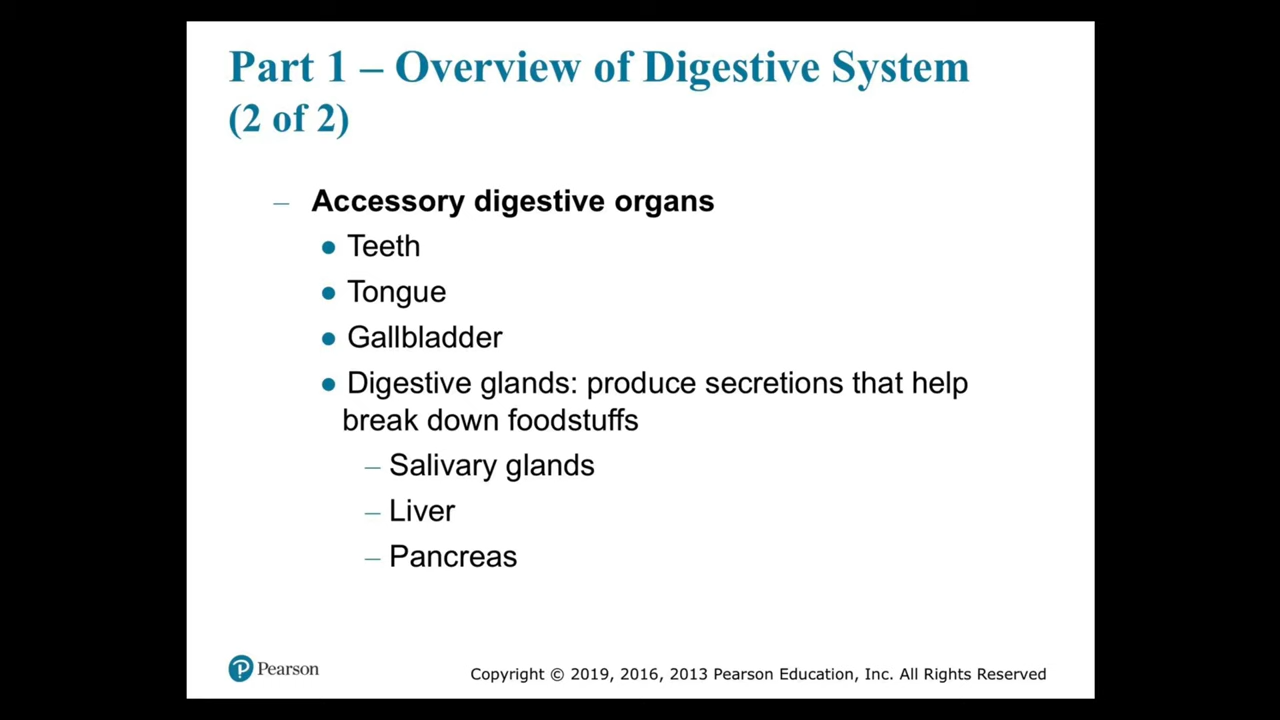 Part 1 – Overview of Digestive System
(2 of 2)
– Accessory digestive organs
● Teeth
● Tongue
● Gallbladder
● Digestive glands: produce secretions that help
break down foodstuffs
– Salivary glands
– Liver
– Pancreas
P Pearson
Copyright © 2019, 2016, 2013 Pearson Education, Inc. All Rights Reserved